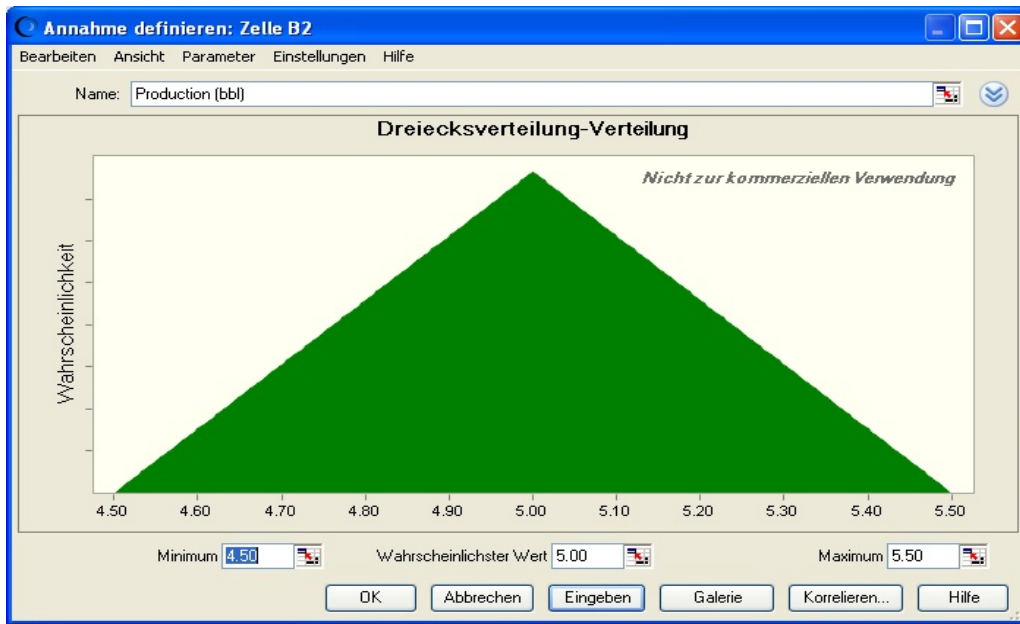 Annahme definieren: Zelle B2
Bearbeiten Ansicht Parameter Einstellungen Hilfe
Name: Production (bbl)
Dreiecksverteilung-Verteilung
Nicht zur kommerziellen Verwendung
Wahrscheinlichkeit
4.50 4.60 4.70 4.80 4.90 5.00 5.10 5.20 5.30 5.40 5.50
Minimum 4.50 Wahrscheinlichster Wert 5.00 Maximum 5.50
OK Abbrechen Eingeben Galerie Korrelieren... Hilfe